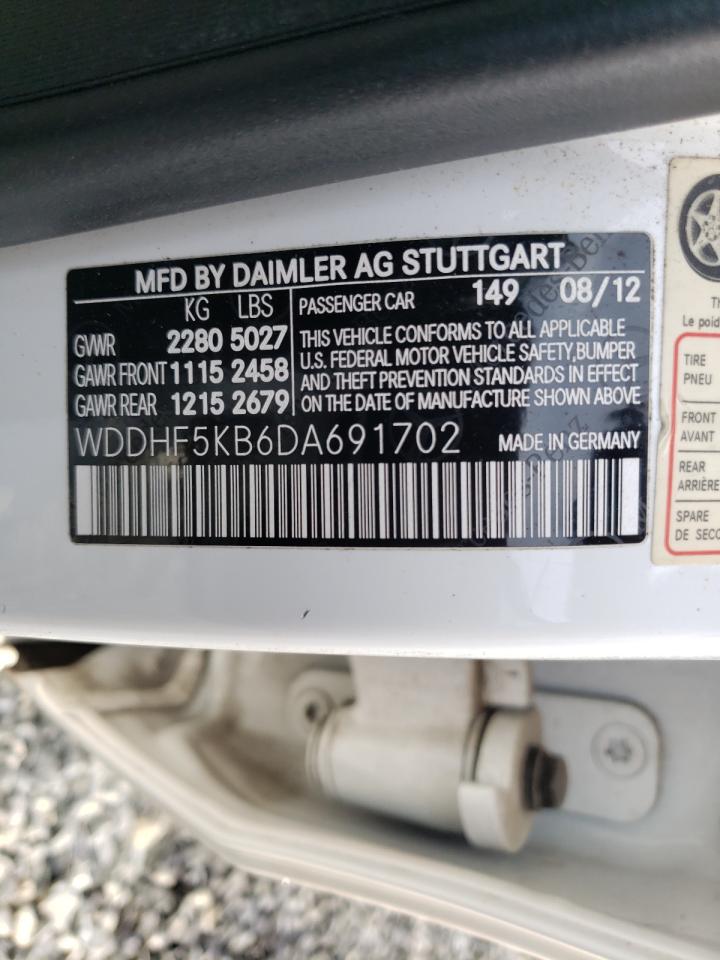 MFD BY DAIMLER AG STUTTGART
KG LBS PASSENGER CAR 149 08/12
GVWR 2280 5027
GAWR FRONT 1115 2458
GAWR REAR 1215 2679
THIS VEHICLE CONFORMS TO ALL APPLICABLE
U.S. FEDERAL MOTOR VEHICLE SAFETY,BUMPER
AND THEFT PREVENTION STANDARDS IN EFFECT
ON DATE OF MANUFACTURE SHOWN ABOVE
WDDHF5KB6DA691702 MADE IN GERMANY
Le poid
TIRE
PNEU
FRONT
AVANT
REAR
ARRIÈRE
SPARE
DE SECO